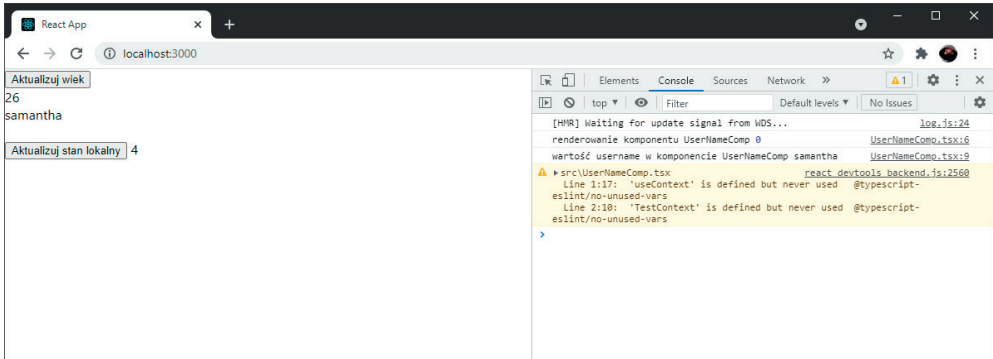 React App
localhost:3000
Aktualizuj wiek
26
samantha
Aktualizuj stan lokalny 4
Elements Console Sources Network » 1
top ▼ Filter Default levels ▼ No Issues
[HMR] Waiting for update signal from WDS... log.js:24
renderowanie komponentu UserNameComp 0 UserNameComp.tsx:6
wartość username w komponencie UserNameComp samantha UserNameComp.tsx:9
▶src\UserNameComp.tsx react_devtools_backend.js:2560
Line 1:17: 'useContext' is defined but never used @typescript-
eslint/no-unused-vars
Line 2:10: 'TestContext' is defined but never used @typescript-
eslint/no-unused-vars